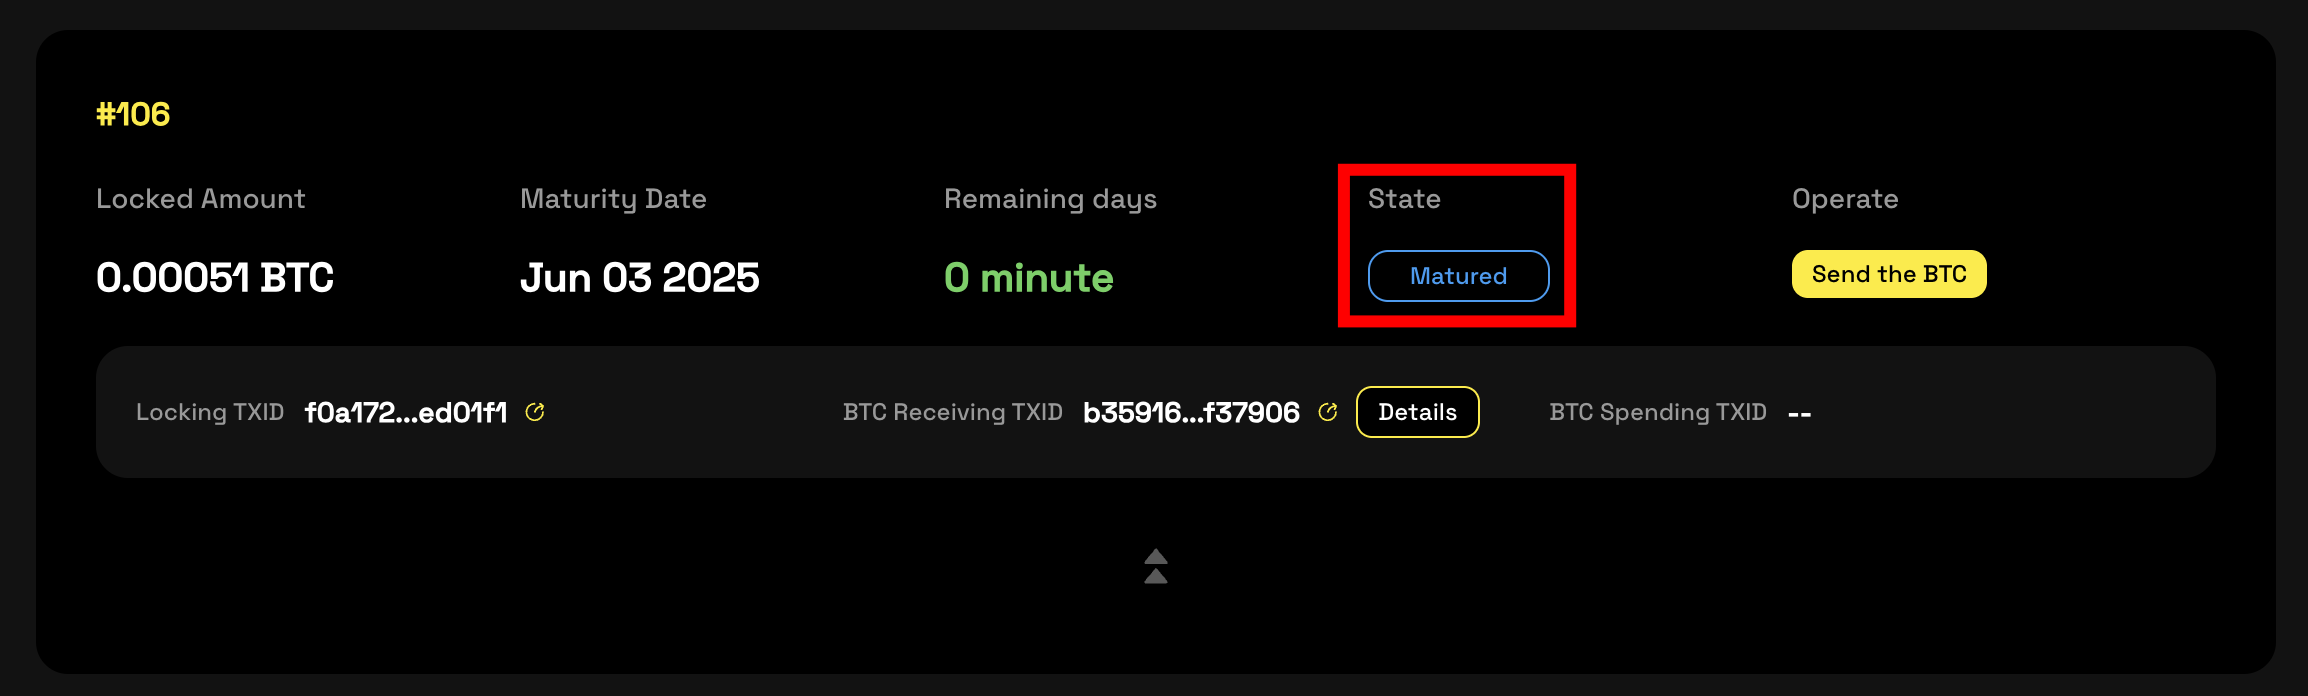 #106
Locked Amount Maturity Date Remaining days State Operate
0.00051 BTC Jun 03 2025 0 minute Matured Send the BTC
Locking TXID f0a172...ed01f1 BTC Receiving TXID b35916...f37906 Details BTC Spending TXID --